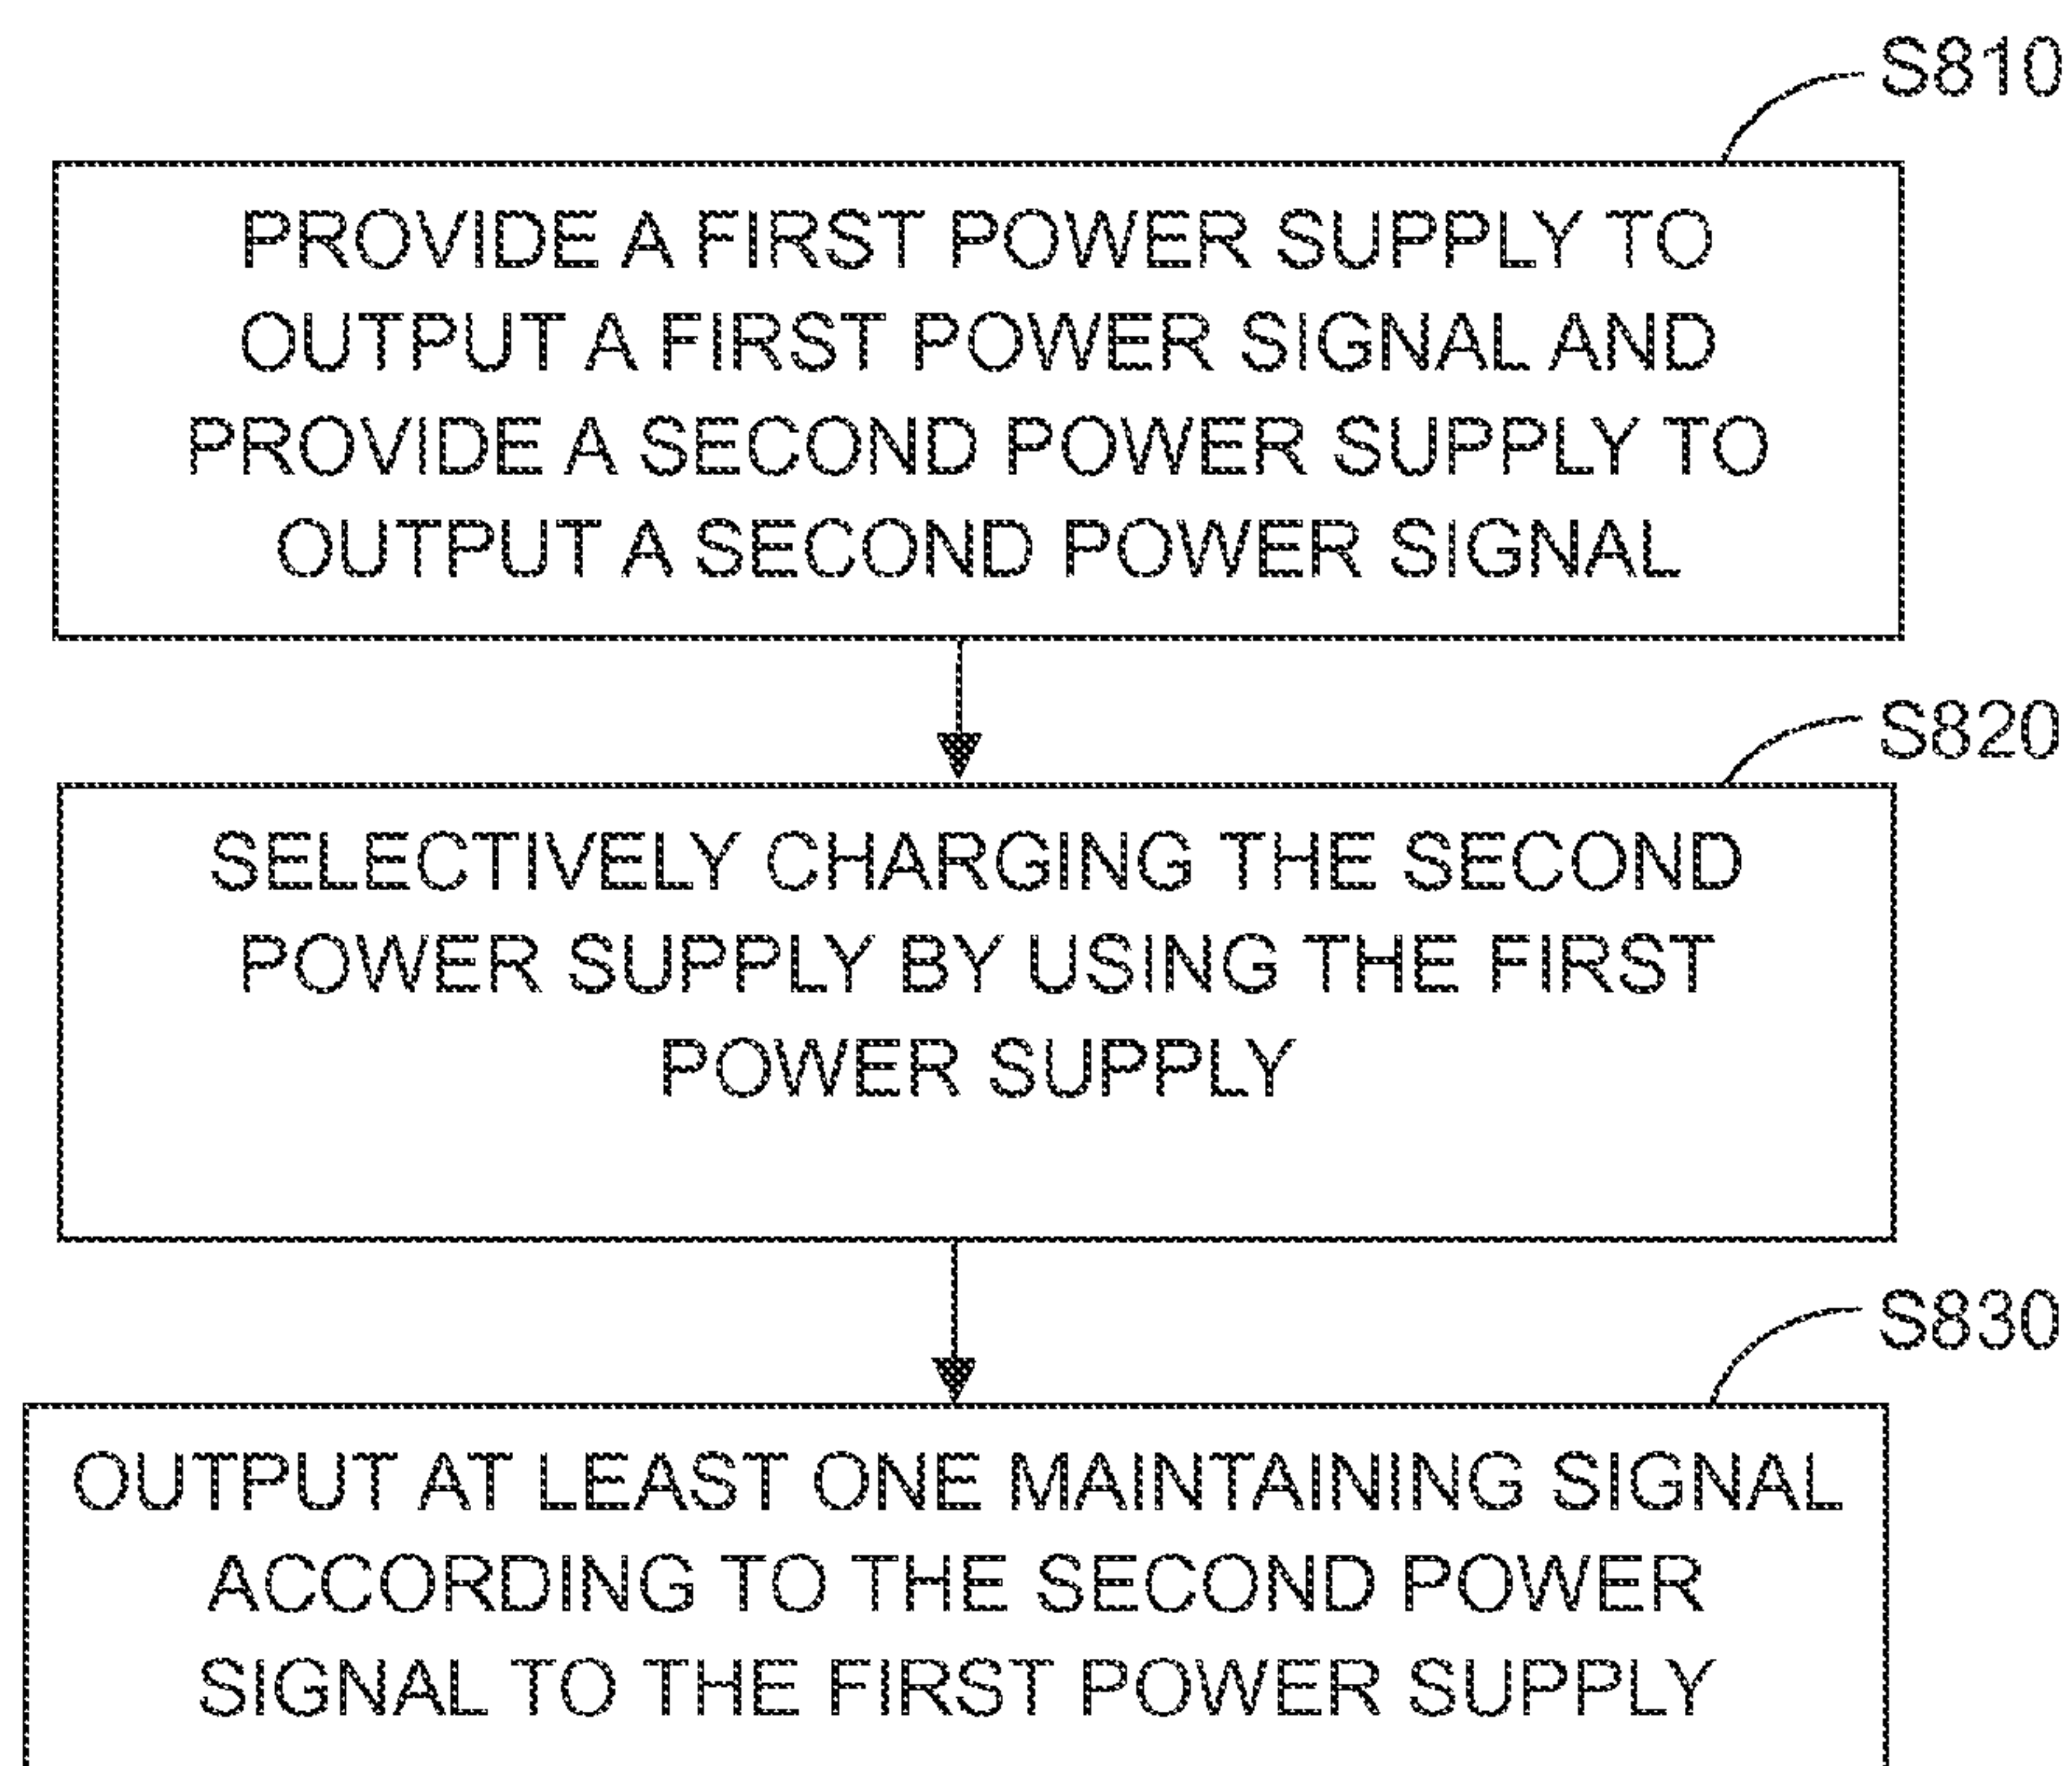 S810
PROVIDE A FIRST POWER SUPPLY TO
OUTPUT A FIRST POWER SIGNAL AND
PROVIDE A SECOND POWER SUPPLY TO
OUTPUT A SECOND POWER SIGNAL
S820
SELECTIVELY CHARGING THE SECOND
POWER SUPPLY BY USING THE FIRST
POWER SUPPLY
S830
OUTPUT AT LEAST ONE MAINTAINING SIGNAL
ACCORDING TO THE SECOND POWER
SIGNAL TO THE FIRST POWER SUPPLY